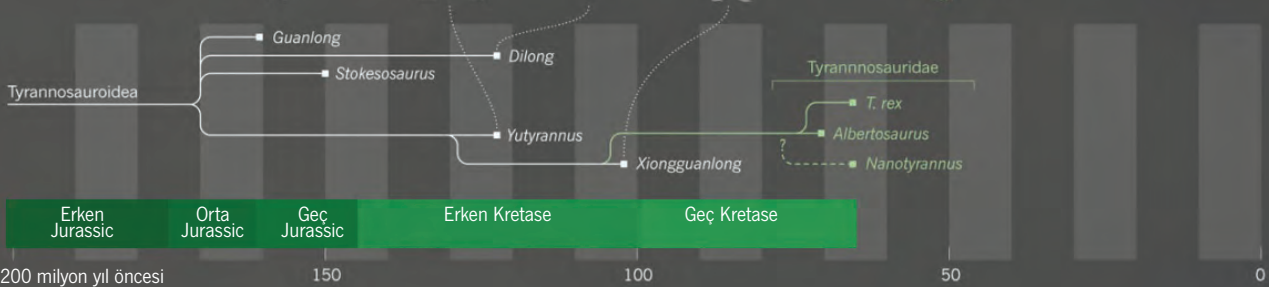 Guanlong
Dilong
Stokesosaurus
Tyrannnosauridae
Tyrannosauroidea
T. rex
Yutyrannus
Albertosaurus
?
Xiongguanlong
Nanotyrannus
Erken
Jurassic
Orta
Jurassic
Geç
Jurassic
Erken Kretase
Geç Kretase
200 milyon yıl öncesi
150
100
50
0